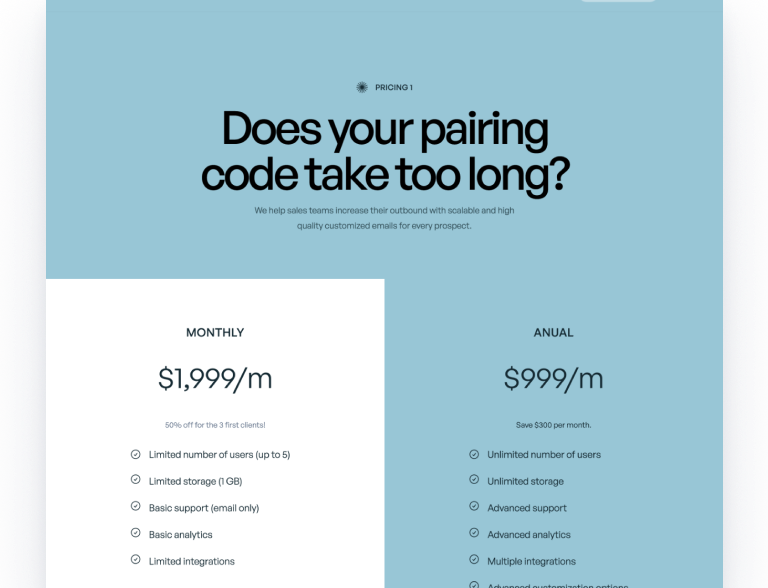 PRICING 1
Does your pairing
code take too long?
We help sales teams increase their outbound with scalable and high
quality customized emails for every prospect.
MONTHLY
$1,999/m
50% off for the 3 first clients!
Limited number of users (up to 5)
Limited storage (1 GB)
Basic support (email only)
Basic analytics
Limited integrations
ANUAL
$999/m
Save $300 per month.
Unlimited number of users
Unlimited storage
Advanced support
Advanced analytics
Multiple integrations
Advanced customization options